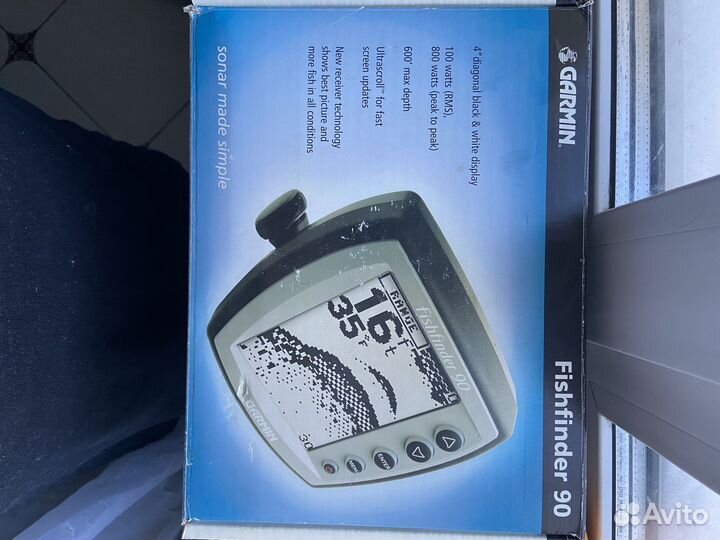 GARMIN
Fishfinder 90
4" diagonal black & white display
100 watts (RMS),
800 watts (peak to peak)
600' max depth
Ultrascroll™ for fast
screen updates
New receiver technology
shows best picture and
more fish in all conditions
sonar made simple
fishfinder 90
RANGE
16 f t
35
30
GARMIN
MENU
ENTER
Avito